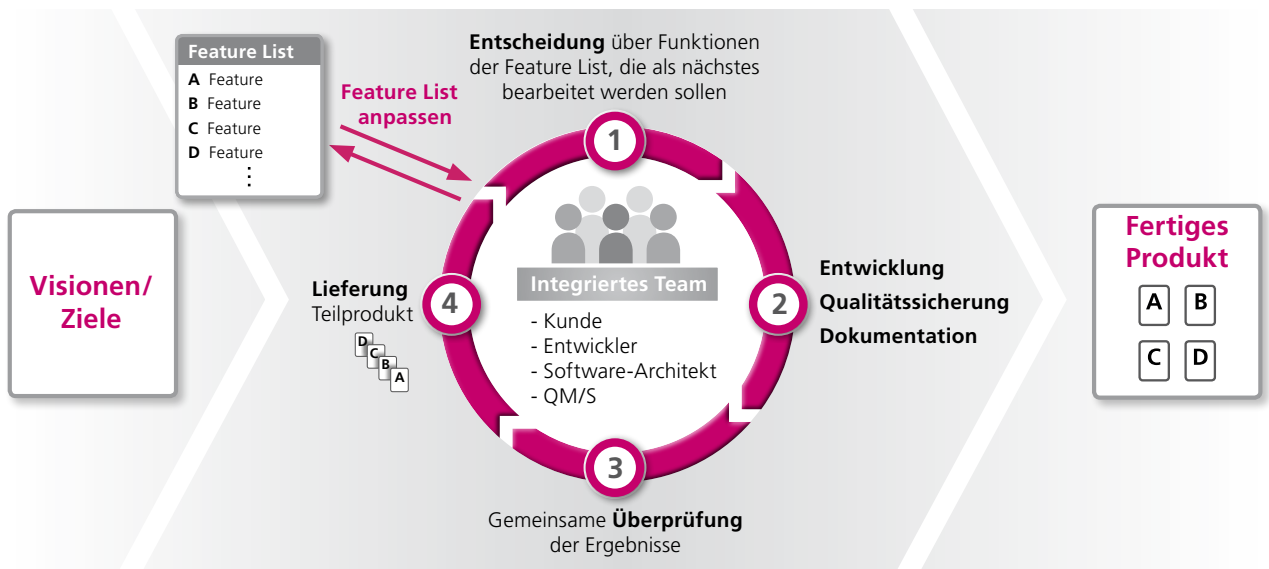 Feature List
A Feature
B Feature
C Feature
D Feature
⋮
Feature List
anpassen
Entscheidung über Funktionen
der Feature List, die als nächstes
bearbeitet werden sollen
1
Visionen/
Ziele
Integriertes Team
- Kunde
- Entwickler
- Software-Architekt
- QM/S
2
Entwicklung
Qualitätssicherung
Dokumentation
3
Gemeinsame Überprüfung
der Ergebnisse
4
Lieferung
Teilprodukt
D
C
B
A
Fertiges
Produkt
A B
C D